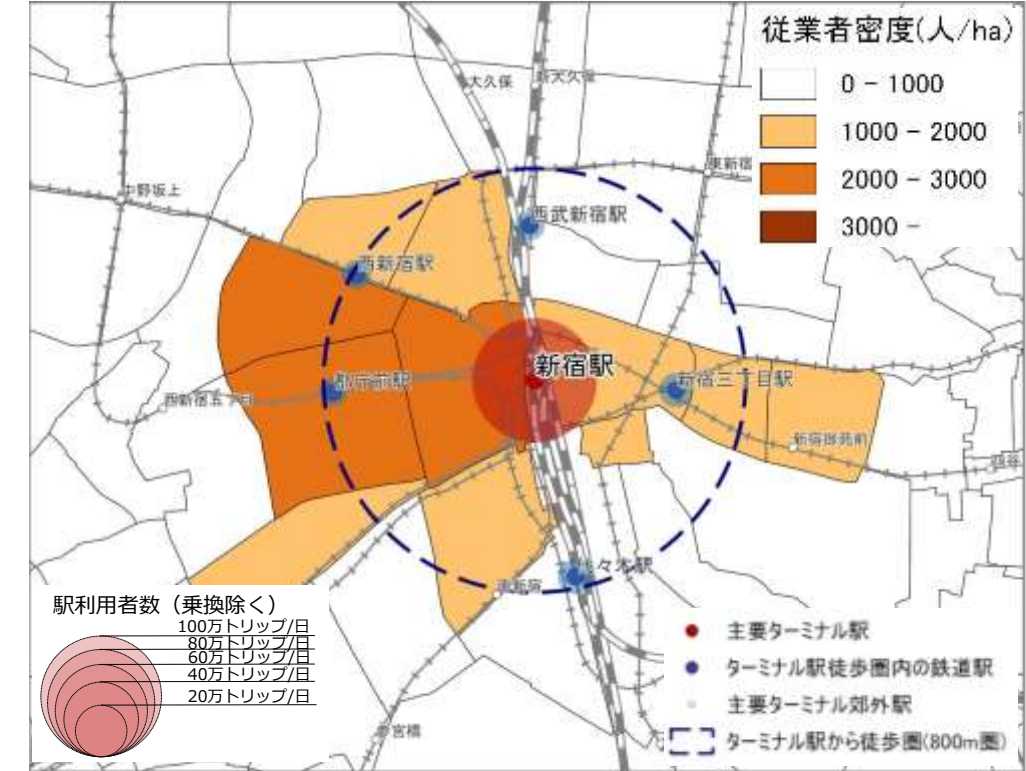 従業者密度(人/ha)
0 - 1000
1000 - 2000
2000 - 3000
3000 -
大久保
新大久保
東新宿
中野坂上
西武新宿駅
西新宿駅
新宿駅
都庁前駅
新宿三丁目駅
西新宿五丁目
新宿御苑前
四谷
代々木駅
南新宿
駅利用者数（乗換除く）
100万トリップ/日
80万トリップ/日
60万トリップ/日
40万トリップ/日
20万トリップ/日
主要ターミナル駅
ターミナル駅徒歩圏内の鉄道駅
主要ターミナル郊外駅
ターミナル駅から徒歩圏(800m圏)
宮橋